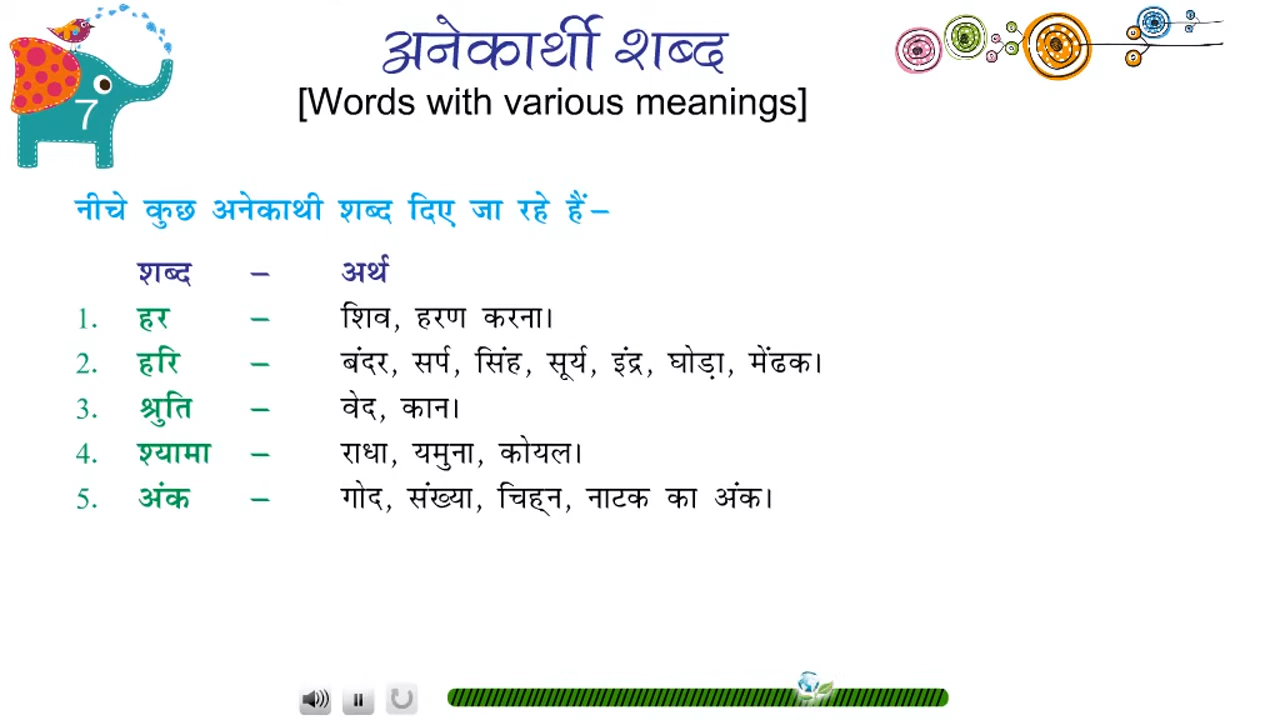 7
अनेकार्थी शब्द
[Words with various meanings]
नीचे कुछ अनेकाथी शब्द दिए जा रहे हैं–
शब्द – अर्थ
1. हर – शिव, हरण करना।
2. हरि – बंदर, सर्प, सिंह, सूर्य, इंद्र, घोड़ा, मेंढक।
3. श्रुति – वेद, कान।
4. श्यामा – राधा, यमुना, कोयल।
5. अंक – गोद, संख्या, चिह्‌न, नाटक का अंक।